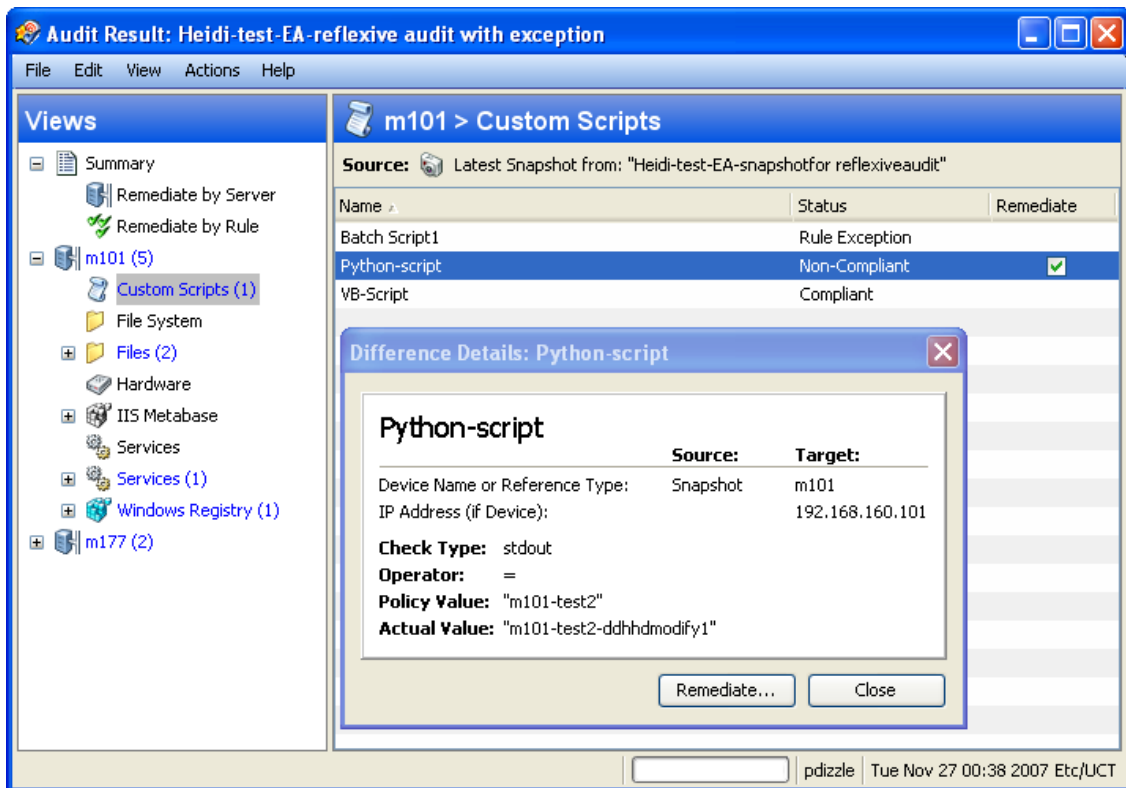 Audit Result: Heidi-test-EA-reflexive audit with exception
File Edit View Actions Help
Views
Summary
Remediate by Server
Remediate by Rule
m101 (5)
Custom Scripts (1)
File System
Files (2)
Hardware
IIS Metabase
Services
Services (1)
Windows Registry (1)
m177 (2)
m101 > Custom Scripts
Source: Latest Snapshot from: "Heidi-test-EA-snapshotfor reflexiveaudit"
Name Status Remediate
Batch Script1 Rule Exception
Python-script Non-Compliant
VB-Script Compliant
Difference Details: Python-script
Python-script
Source: Target:
Device Name or Reference Type: Snapshot m101
IP Address (if Device): 192.168.160.101
Check Type: stdout
Operator: =
Policy Value: "m101-test2"
Actual Value: "m101-test2-ddhhdmodify1"
Remediate... Close
pdizzle Tue Nov 27 00:38 2007 Etc/UCT